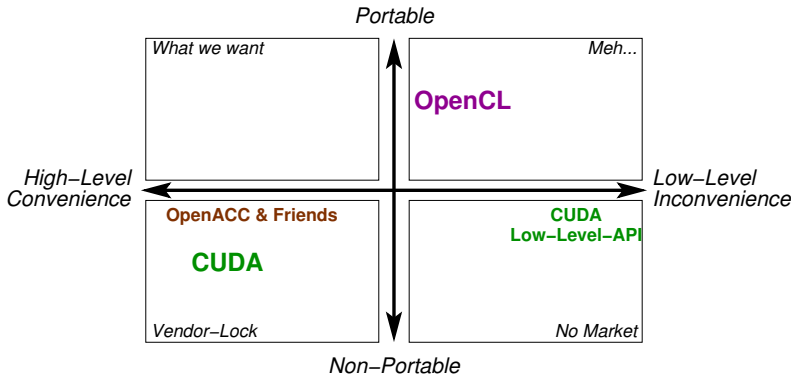 Portable
What we want
Meh...
OpenCL
High–Level
Convenience
Low–Level
Inconvenience
OpenACC & Friends
CUDA
CUDA
Low–Level–API
Vendor–Lock
No Market
Non–Portable